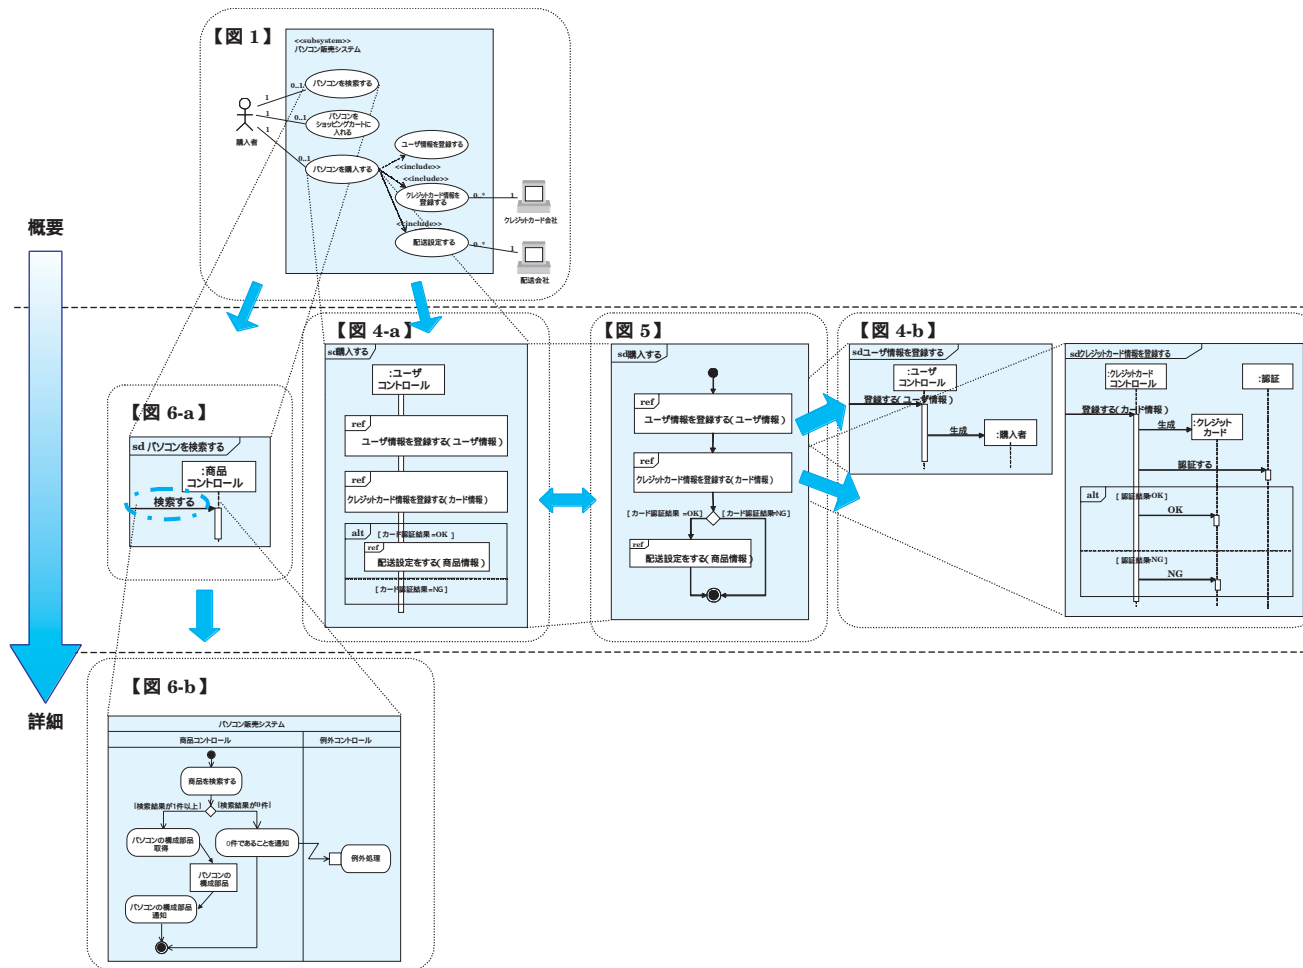 【図 1】
<<subsystem>>
パソコン販売システム
パソコンを検索する
パソコンを
ショッピングカートに
入れる
パソコンを購入する
ユーザ情報を登録する
クレジットカード情報を
登録する
配送設定する
<<include>>
<<include>>
<<include>>
1
0..1
1
0..1
1
0..1
購入者
0..*
1
クレジットカード会社
0..*
1
配送会社
概要
詳細
【図 4-a】
sd購入する
:ユーザ
コントロール
ref
ユーザ情報を登録する(ユーザ情報)
ref
クレジットカード情報を登録する(カード情報)
alt
[カード認証結果=OK ]
ref
配送設定をする(商品情報)
[カード認証結果=NG]
【図 5】
sd購入する
ref
ユーザ情報を登録する(ユーザ情報)
ref
クレジットカード情報を登録する(カード情報)
[カード認証結果 =OK]
[カード認証結果=NG]
ref
配送設定をする(商品情報)
【図 4-b】
sdユーザ情報を登録する
:ユーザ
コントロール
登録する(ユーザ情報)
生成
:購入者
sdクレジットカード情報を登録する
:クレジットカード
コントロール
:認証
登録する(カード情報)
生成
:クレジット
カード
認証する
alt
[認証結果=OK]
OK
[認証結果=NG]
NG
【図 6-a】
sd パソコンを検索する
:商品
コントロール
検索する
【図 6-b】
パソコン販売システム
商品コントロール
例外コントロール
商品を検索する
[検索結果が1件以上]
[検索結果が0件]
パソコンの構成部品
取得
0件であることを通知
例外処理
パソコンの
構成部品
パソコンの構成部品
通知